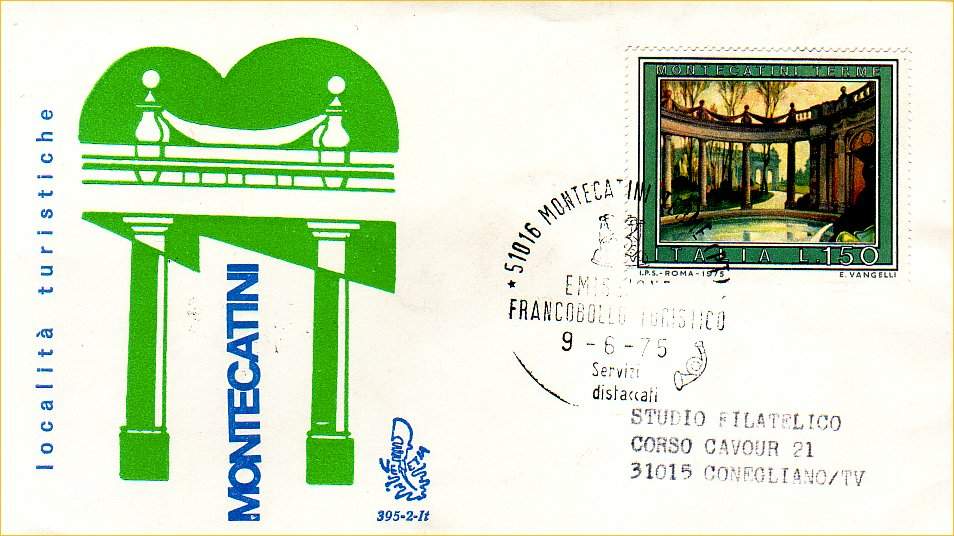 località turistiche
MONTECATINI
395-2-It
MONTECATINI TERME
ITALIA L.150
I.P.S.-ROMA-1975 E. VANGELLI
* 51016 MONTECATINI
EMISSIONE
FRANCOBOLLO TURISTICO
9-6-75
Servizi
distaccati
STUDIO FILATELICO
CORSO CAVOUR 21
31015 CONEGLIANO/TV